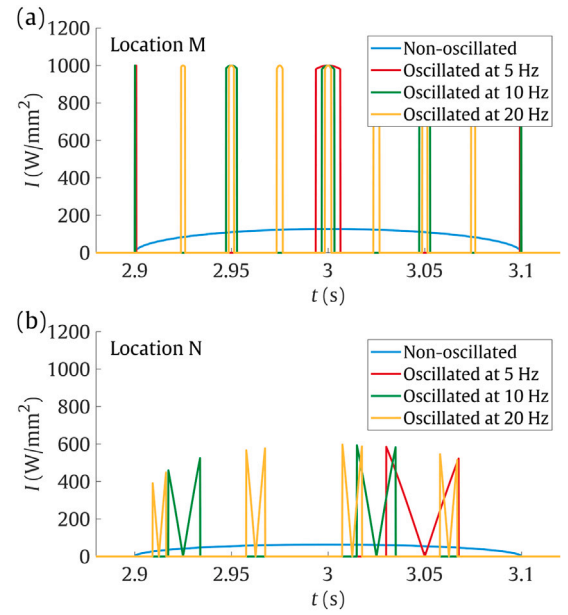 (a)
1200
Location M
Non-oscillated
Oscillated at 5 Hz
Oscillated at 10 Hz
Oscillated at 20 Hz
1000
800
600
400
200
0
I (W/mm²)
2.9 2.95 3 3.05 3.1
t (s)
(b)
1200
Location N
Non-oscillated
Oscillated at 5 Hz
Oscillated at 10 Hz
Oscillated at 20 Hz
1000
800
600
400
200
0
I (W/mm²)
2.9 2.95 3 3.05 3.1
t (s)